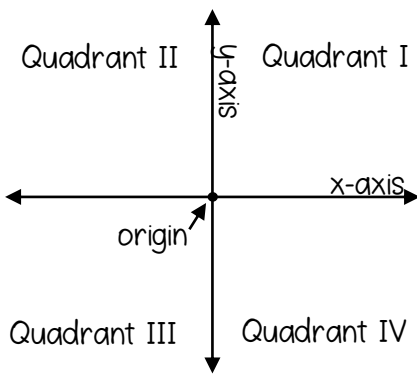 Quadrant II
Quadrant I
y-axis
x-axis
origin
Quadrant III
Quadrant IV